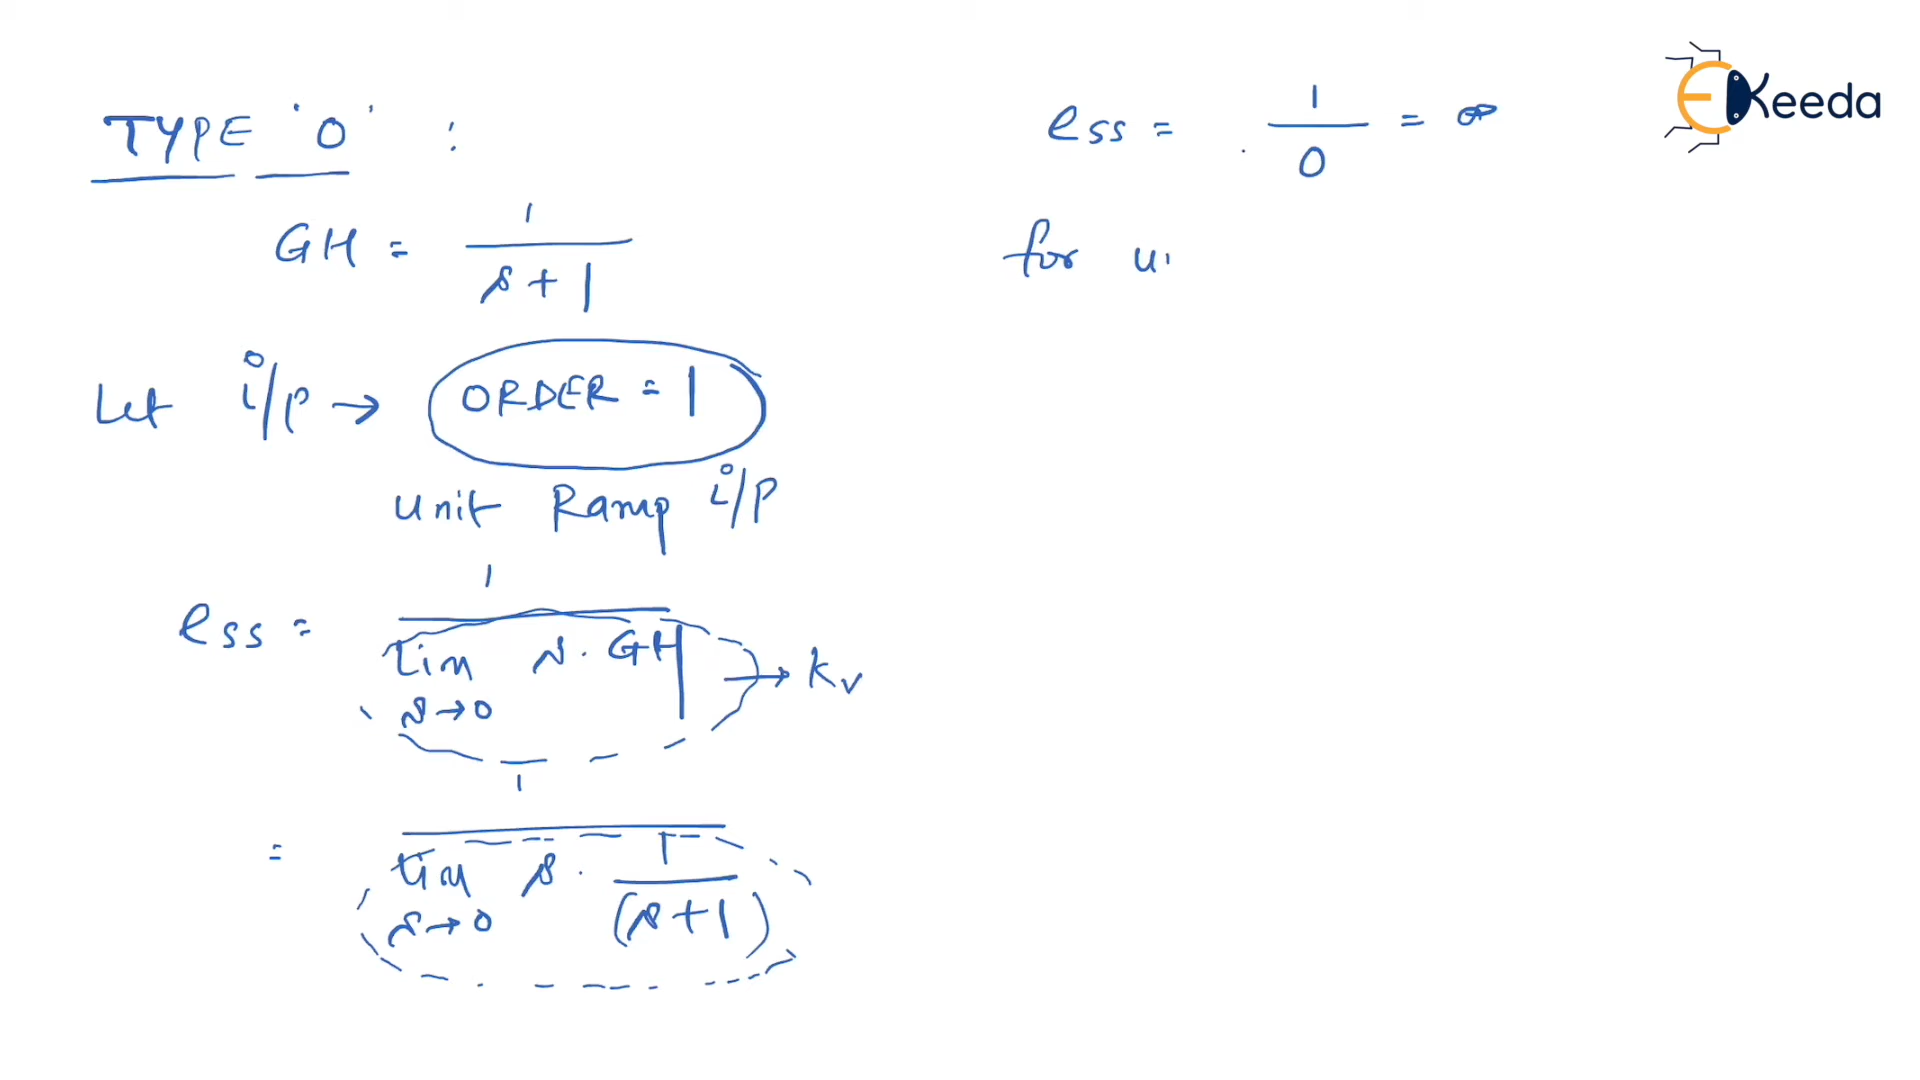 TYPE '0' :
GH = 1 / s+1
Let i/p → ORDER = 1
unit Ramp i/p
ess = 1 / lim s→0 s. GH → kv
= 1 / lim s→0 s. 1 / (s+1)
ess = 1 / 0 = ∞
for u
EKeeda